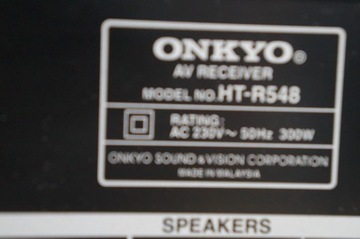 ONKYO®
AV RECEIVER
MODEL NO. HT-R548
RATING:
AC 230V~ 50Hz 300W
ONKYO SOUND & VISION CORPORATION
MADE IN MALAYSIA
SPEAKERS